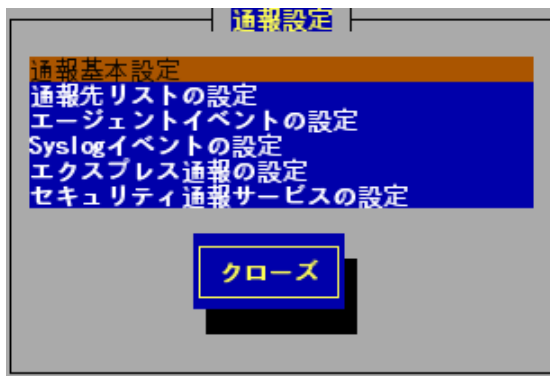 通報設定
通報基本設定
通報先リストの設定
エージェントイベントの設定
Syslogイベントの設定
エクスプレス通報の設定
セキュリティ通報サービスの設定
クローズ